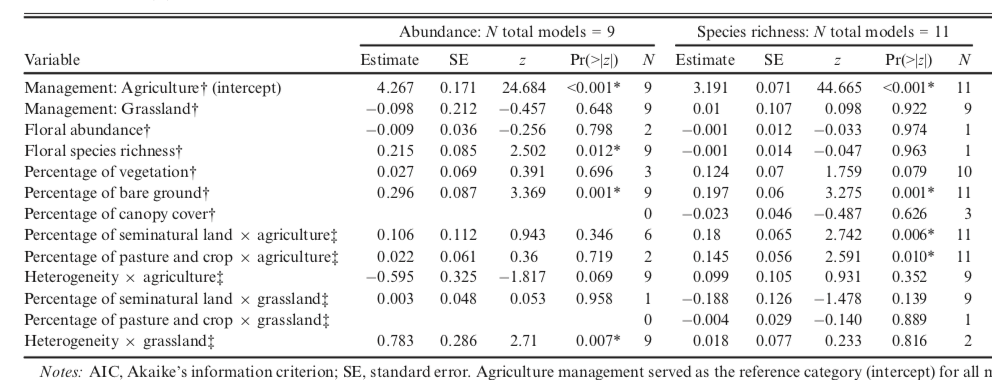 Abundance: N total models = 9 Species richness: N total models = 11
Variable Estimate SE z Pr(>|z|) N Estimate SE z Pr(>|z|) N
Management: Agriculture† (intercept) 4.267 0.171 24.684 <0.001* 9 3.191 0.071 44.665 <0.001* 11
Management: Grassland† −0.098 0.212 −0.457 0.648 9 0.01 0.107 0.098 0.922 9
Floral abundance† −0.009 0.036 −0.256 0.798 2 −0.001 0.012 −0.033 0.974 1
Floral species richness† 0.215 0.085 2.502 0.012* 9 −0.001 0.014 −0.047 0.963 1
Percentage of vegetation† 0.027 0.069 0.391 0.696 3 0.124 0.07 1.759 0.079 10
Percentage of bare ground† 0.296 0.087 3.369 0.001* 9 0.197 0.06 3.275 0.001* 11
Percentage of canopy cover† 0 −0.023 0.046 −0.487 0.626 3
Percentage of seminatural land × agriculture‡ 0.106 0.112 0.943 0.346 6 0.18 0.065 2.742 0.006* 11
Percentage of pasture and crop × agriculture‡ 0.022 0.061 0.36 0.719 2 0.145 0.056 2.591 0.010* 11
Heterogeneity × agriculture‡ −0.595 0.325 −1.817 0.069 9 0.099 0.105 0.931 0.352 9
Percentage of seminatural land × grassland‡ 0.003 0.048 0.053 0.958 1 −0.188 0.126 −1.478 0.139 9
Percentage of pasture and crop × grassland‡ 0 −0.004 0.029 −0.140 0.889 1
Heterogeneity × grassland‡ 0.783 0.286 2.71 0.007* 9 0.018 0.077 0.233 0.816 2
Notes: AIC, Akaike's information criterion; SE, standard error. Agriculture management served as the reference category (intercept) for all